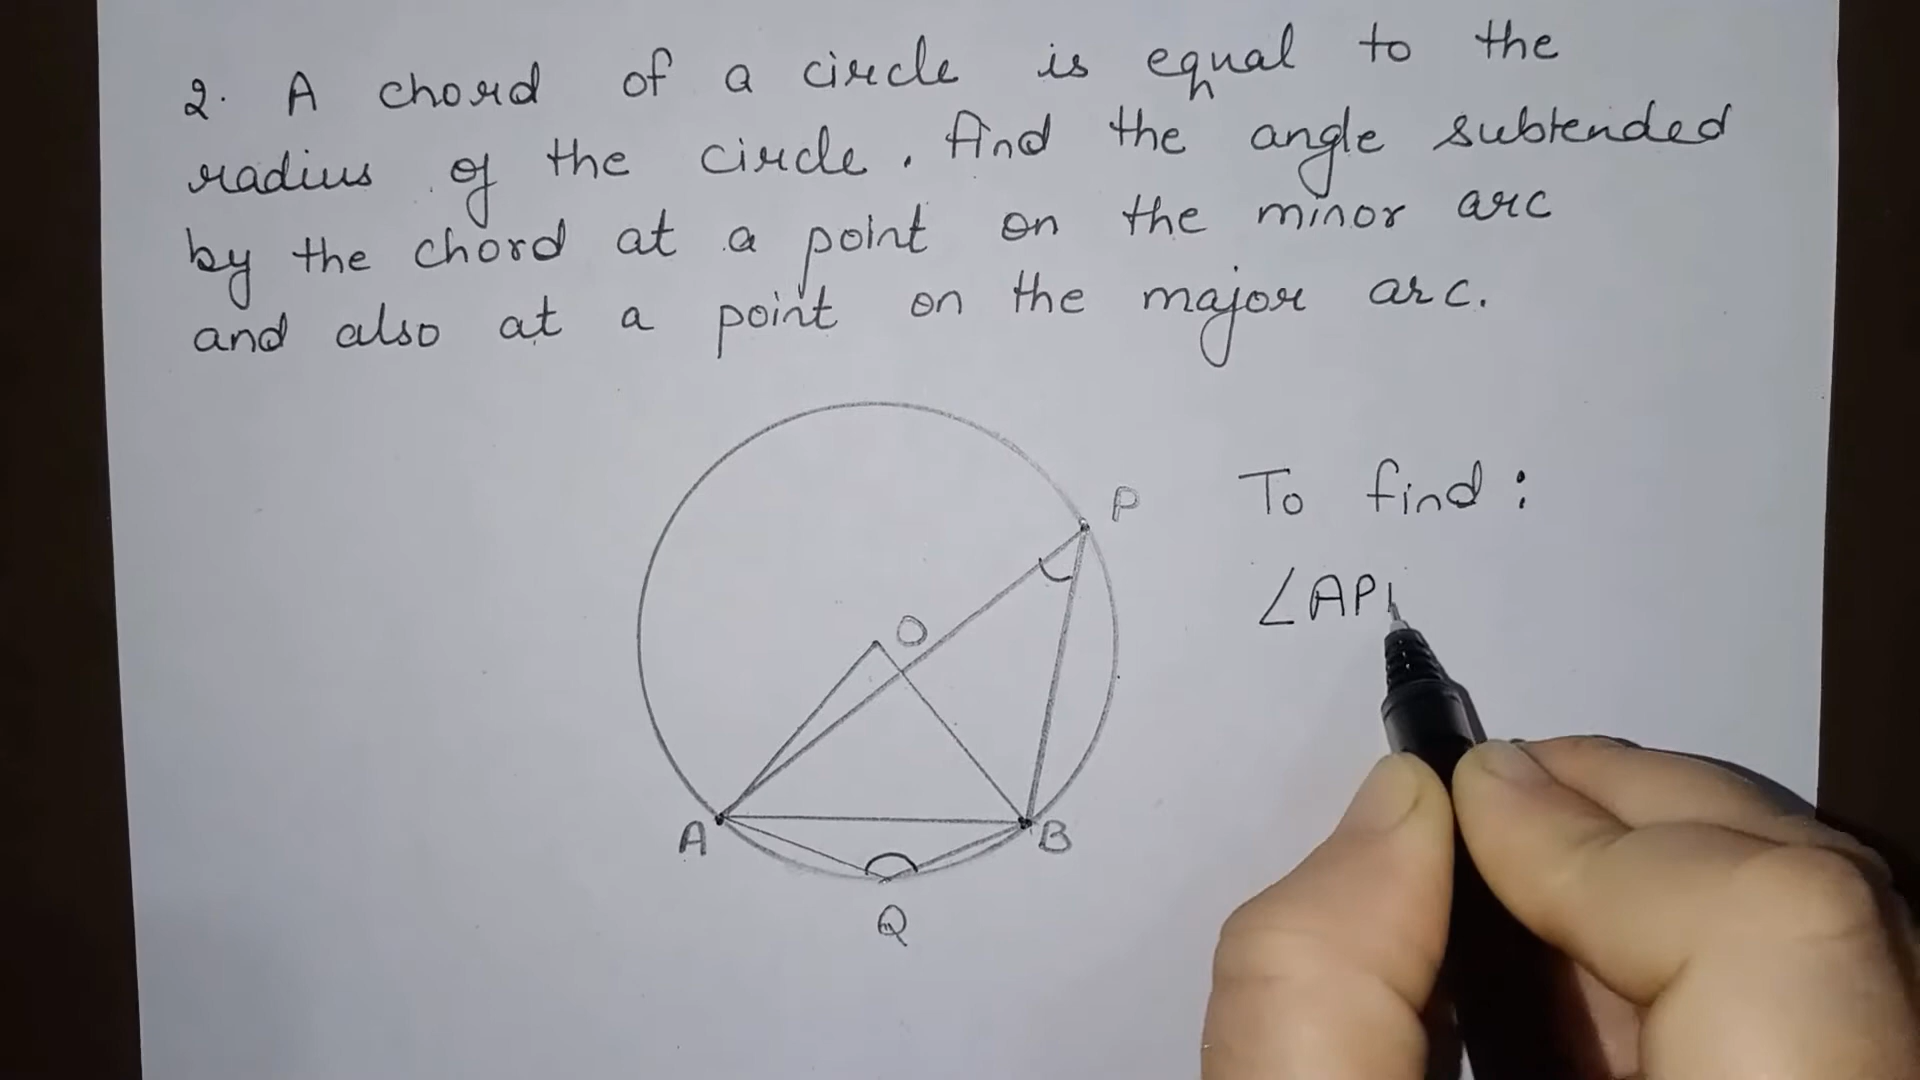 2. A chord of a circle is equal to the
radius of the circle. Find the angle subtended
by the chord at a point on the minor arc
and also at a point on the major arc.
P
To find :
∠AP
O
A
B
Q